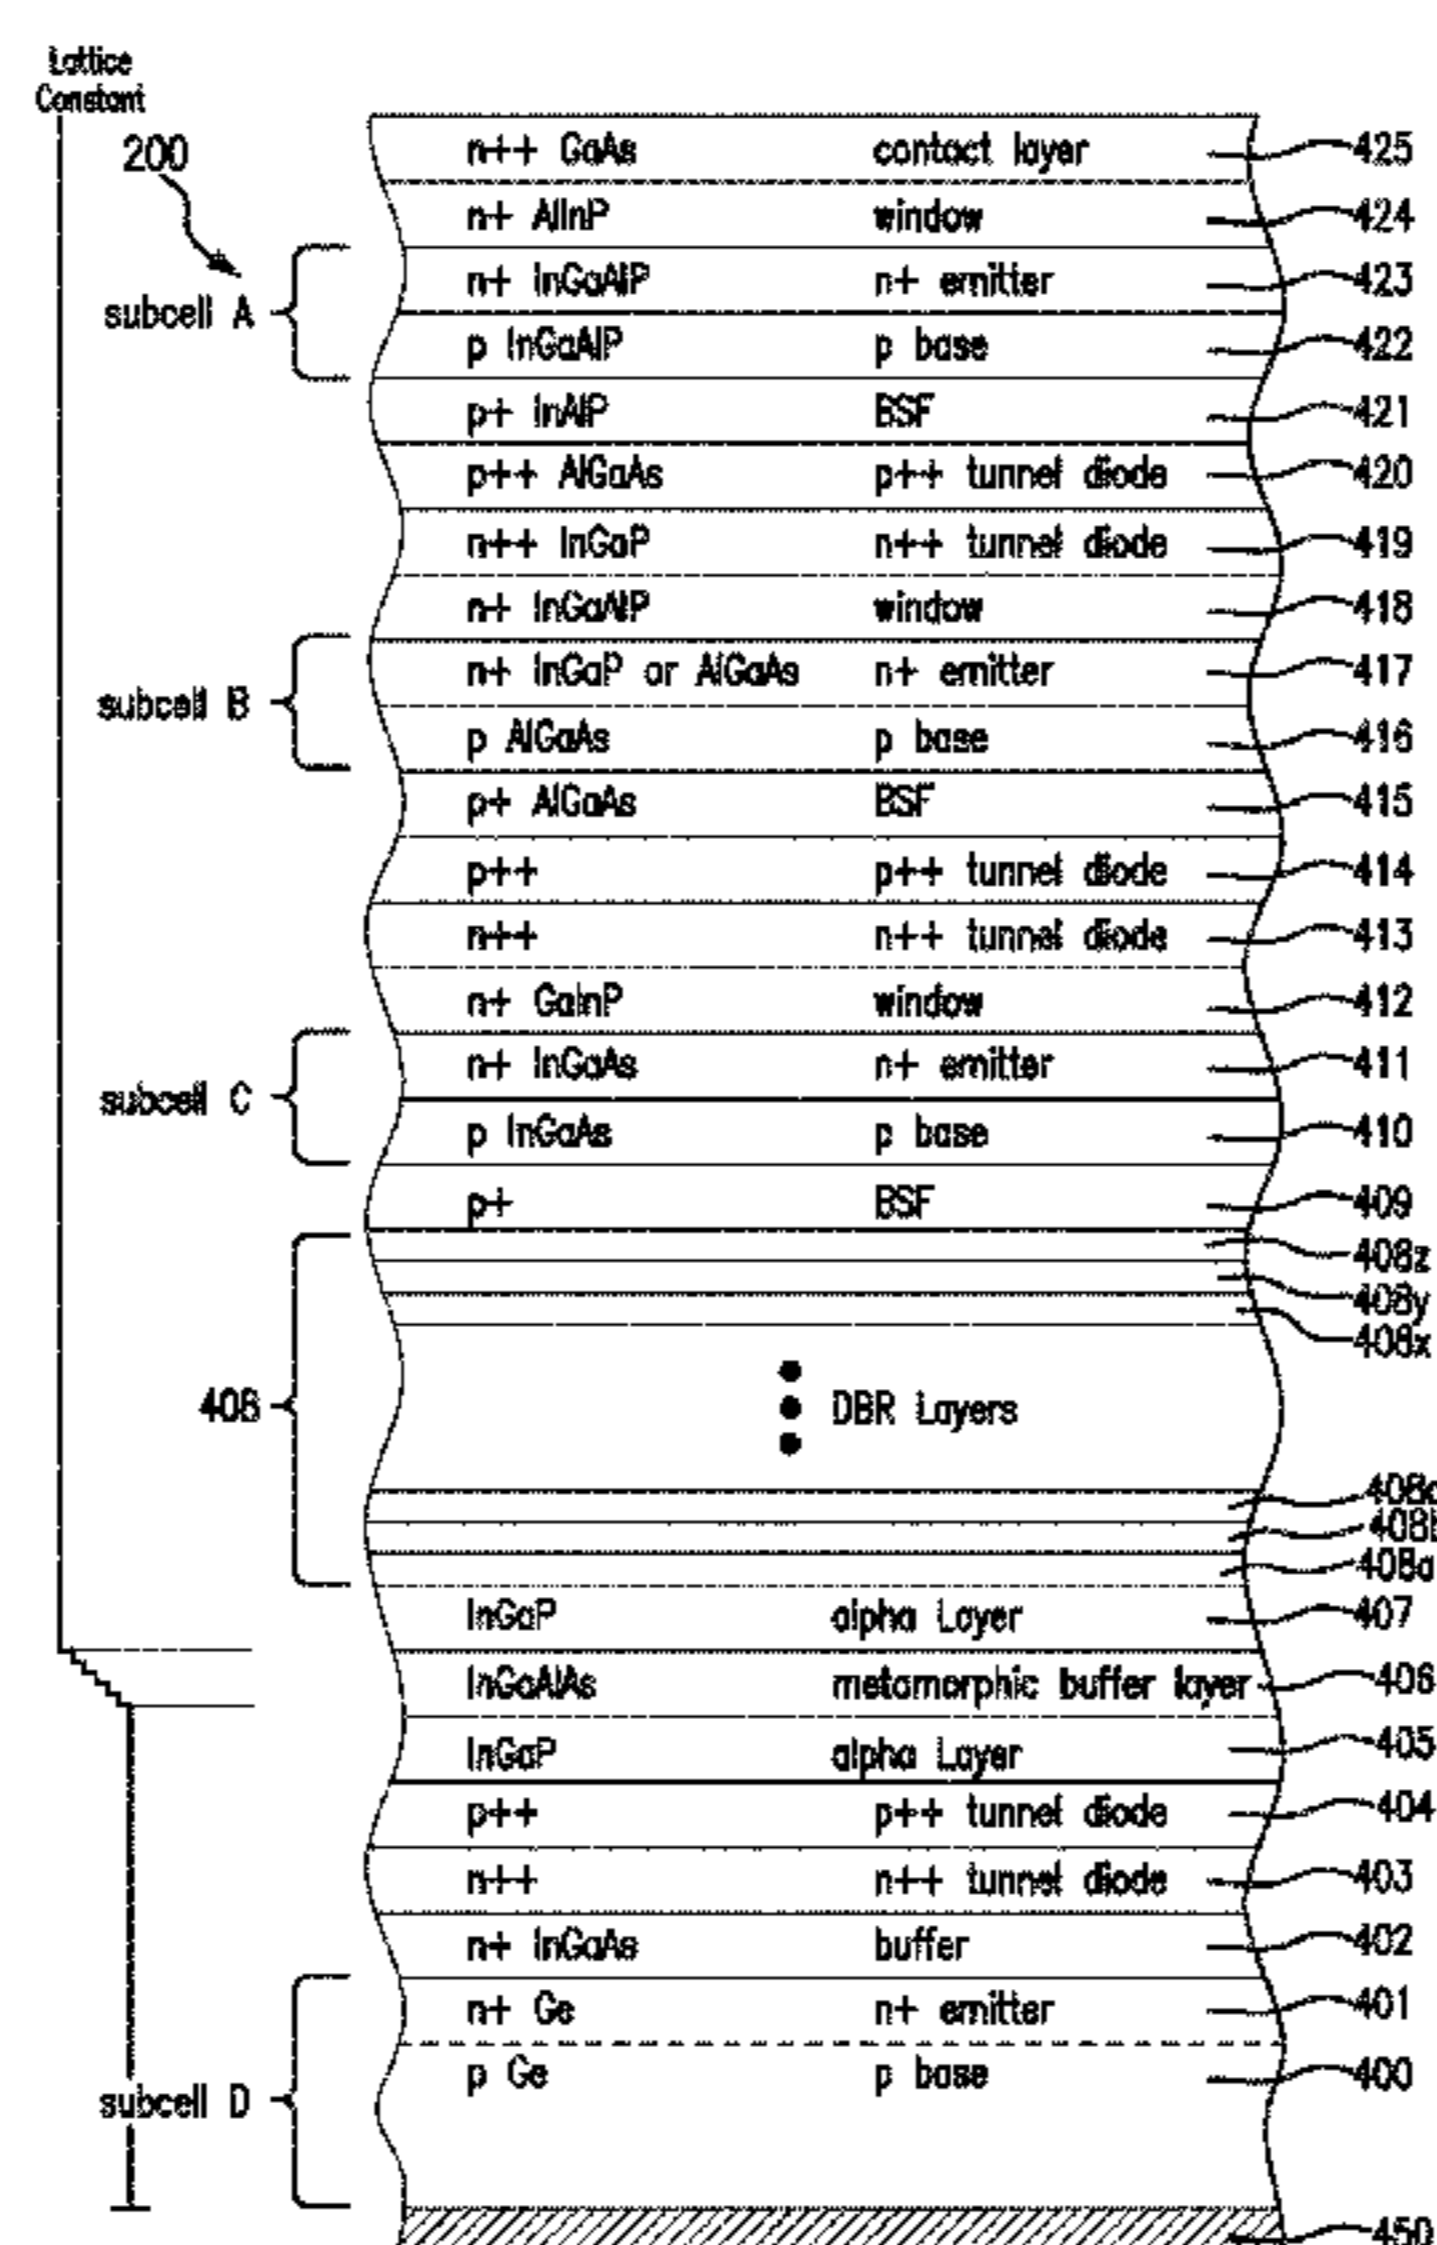 Lattice
Constant
200
n++ GaAs contact layer 425
n+ AlInP window 424
n+ InGaAlP n+ emitter 423
subcell A
p InGaAlP p base 422
p+ InAlP BSF 421
p++ AlGaAs p++ tunnel diode 420
n++ InGaP n++ tunnel diode 419
n+ InGaAlP window 418
n+ InGaP or AlGaAs n+ emitter 417
subcell B
p AlGaAs p base 416
p+ AlGaAs BSF 415
p++ p++ tunnel diode 414
n++ n++ tunnel diode 413
n+ GaInP window 412
n+ InGaAs n+ emitter 411
subcell C
p InGaAs p base 410
p+ BSF 409
408z
408y
408x
408 DBR Layers
408c
408b
408a
InGaP alpha Layer 407
InGaAlAs metamorphic buffer layer 406
InGaP alpha Layer 405
p++ p++ tunnel diode 404
n++ n++ tunnel diode 403
n+ InGaAs buffer 402
n+ Ge n+ emitter 401
p Ge p base 400
subcell D
450